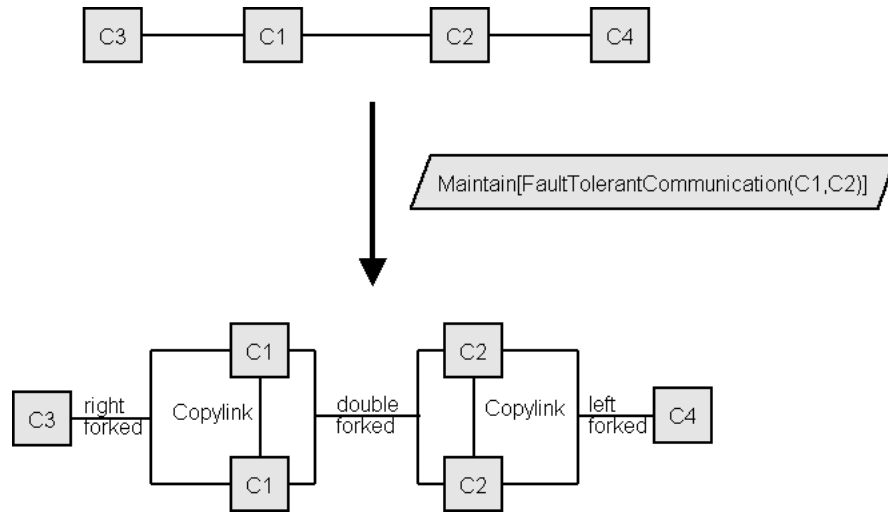 C3 C1 C2 C4
Maintain[FaultTolerantCommunication(C1,C2)]
C1 C2
C3 right forked Copylink double forked Copylink left forked C4
C1 C2